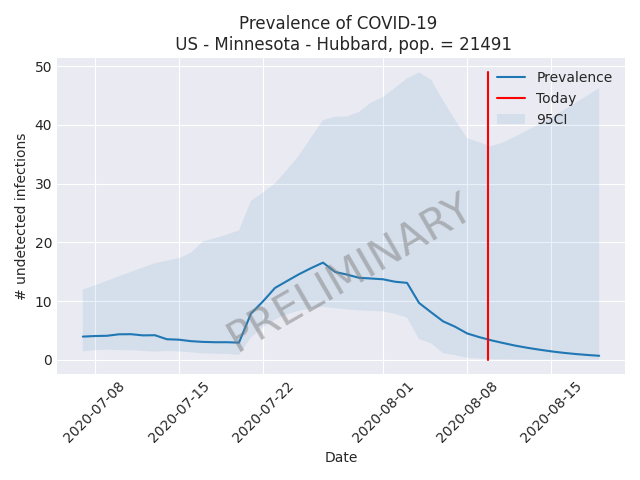 Prevalence of COVID-19
US - Minnesota - Hubbard, pop. = 21491
50
40
30
20
10
0
# undetected infections
Prevalence
Today
95CI
PRELIMINARY
2020-07-08
2020-07-15
2020-07-22
2020-08-01
2020-08-08
2020-08-15
Date